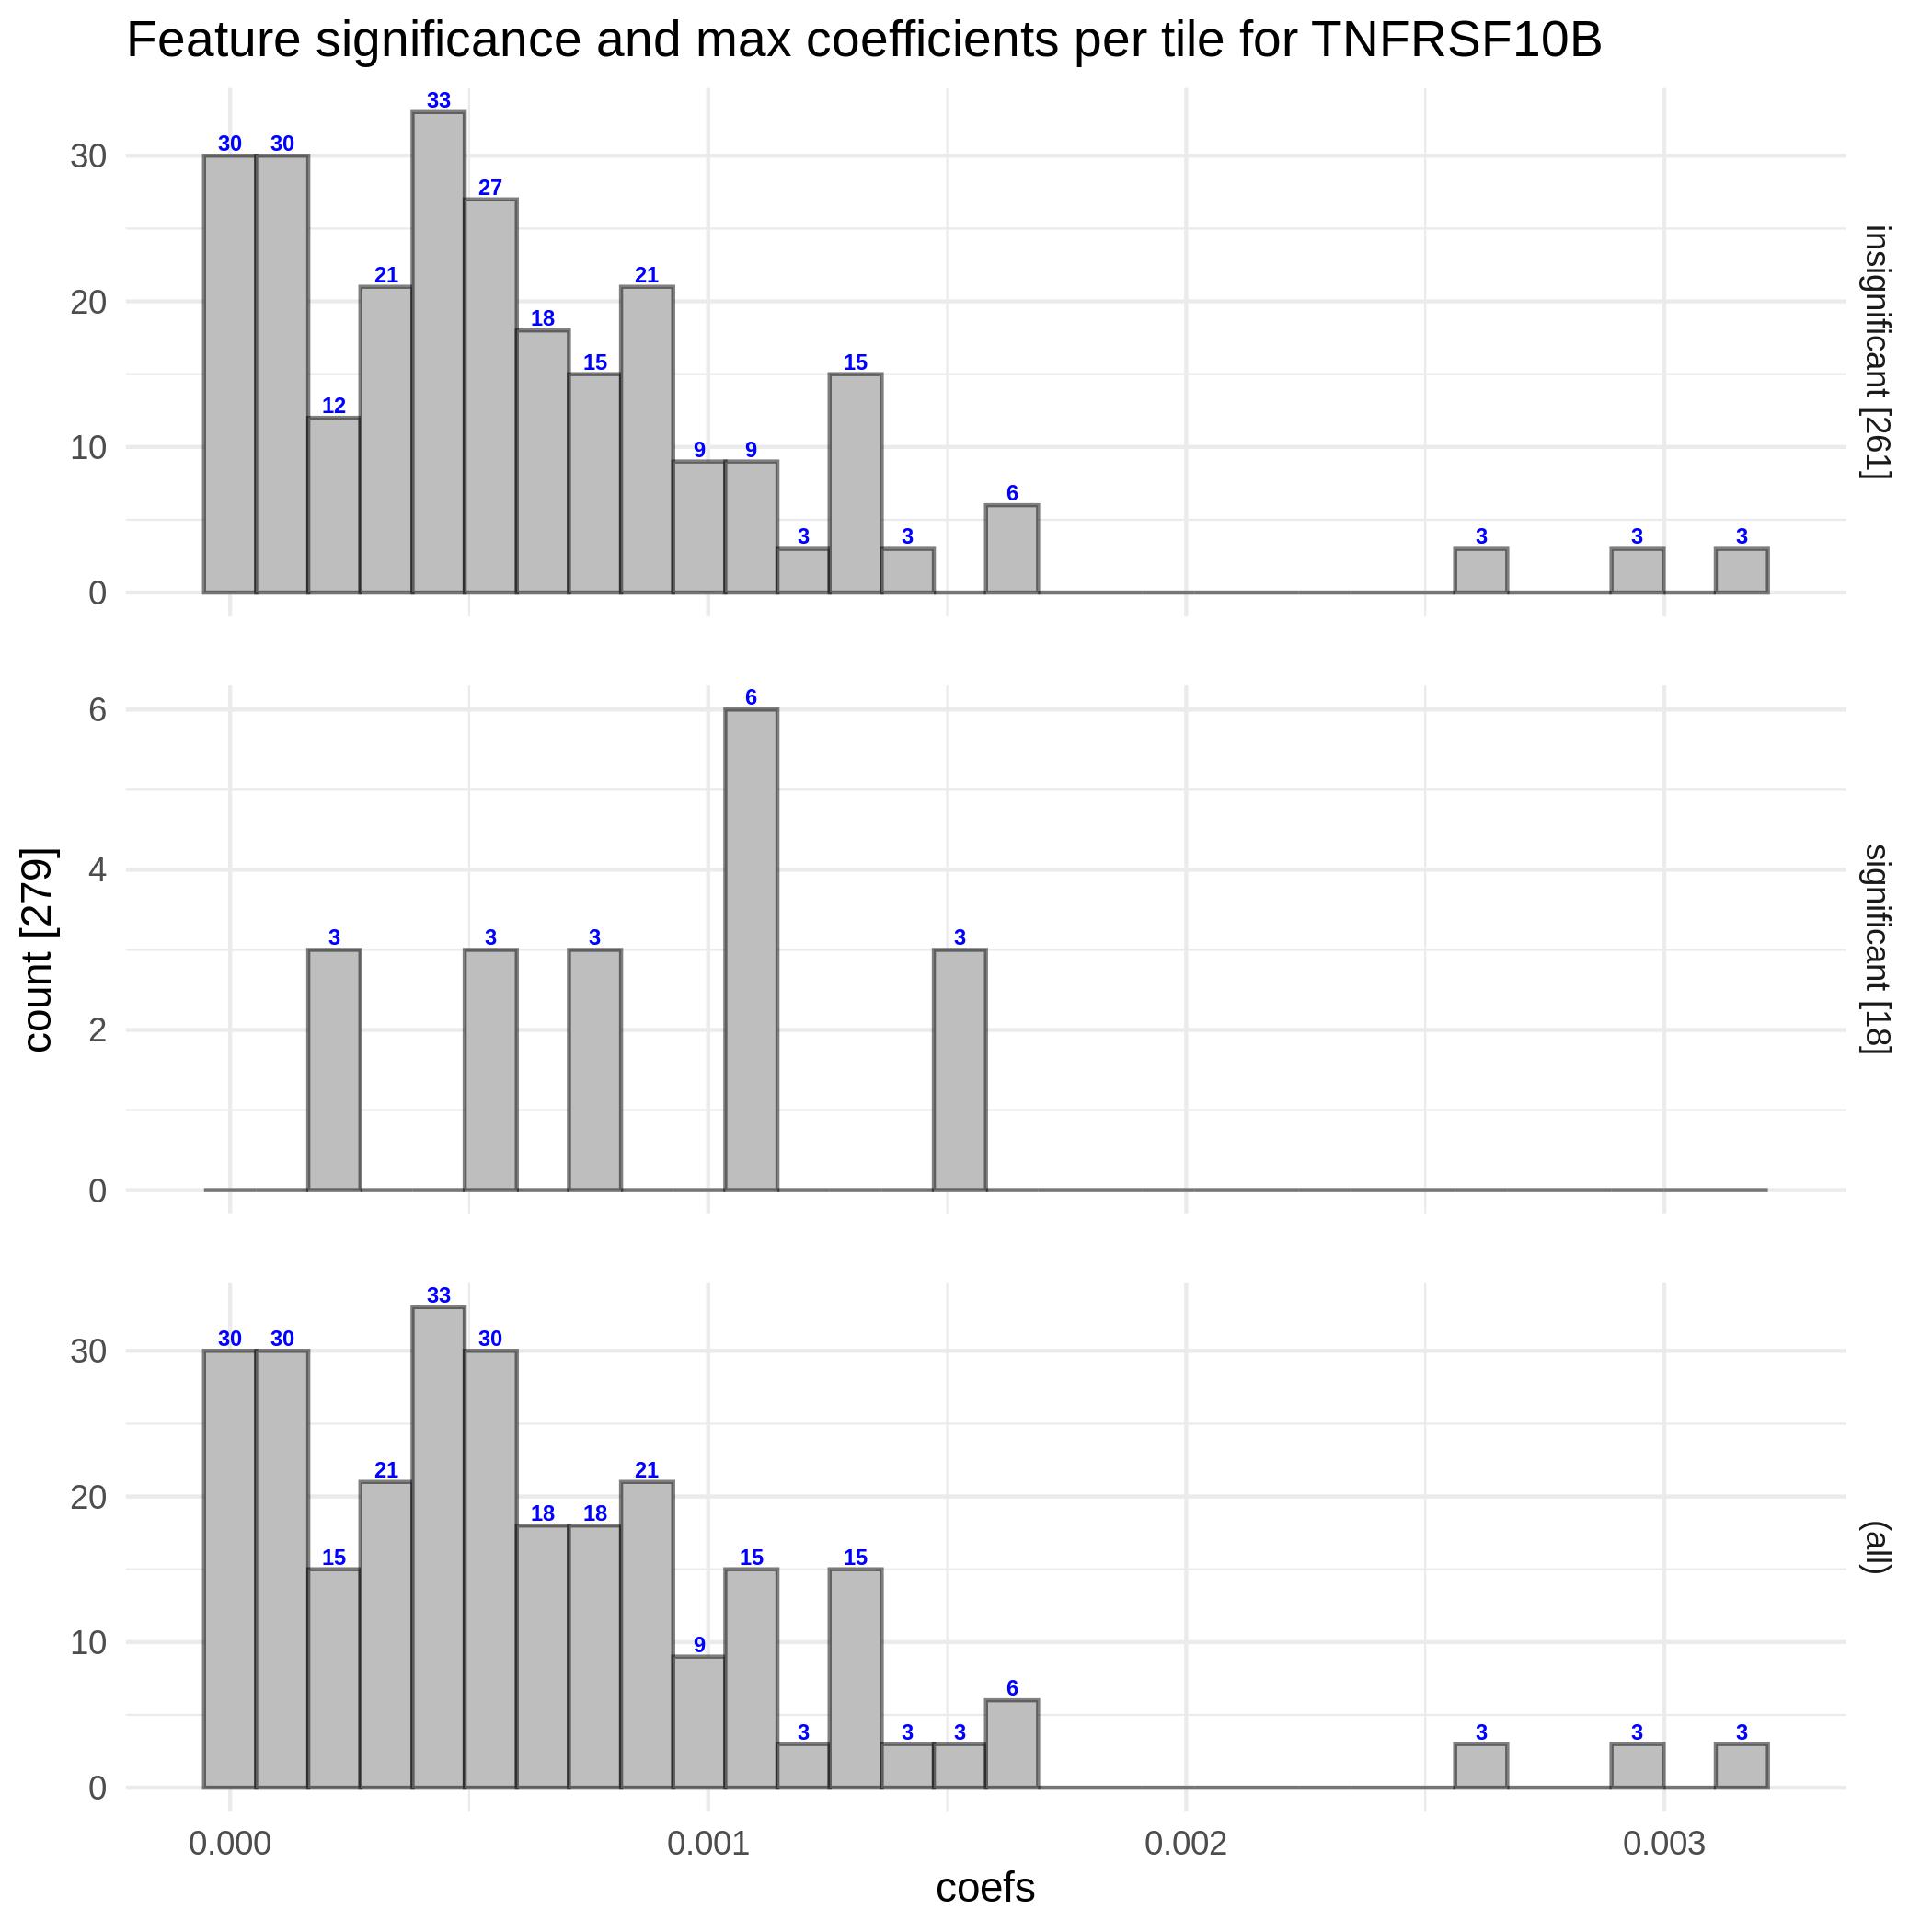 Feature significance and max coefficients per tile for TNFRSF10B
33
30 30
30
27
21 21
20
18
15 15
12
10
9 9
6
3 3 3 3 3
0
insignificant [261]
6
6
4
3 3 3 3
2
0
significant [18]
count [279]
33
30 30 30
30
21 21
20
18 18
15 15 15
10
9
6
3 3 3 3 3 3
0
(all)
0.000 0.001 0.002 0.003
coefs